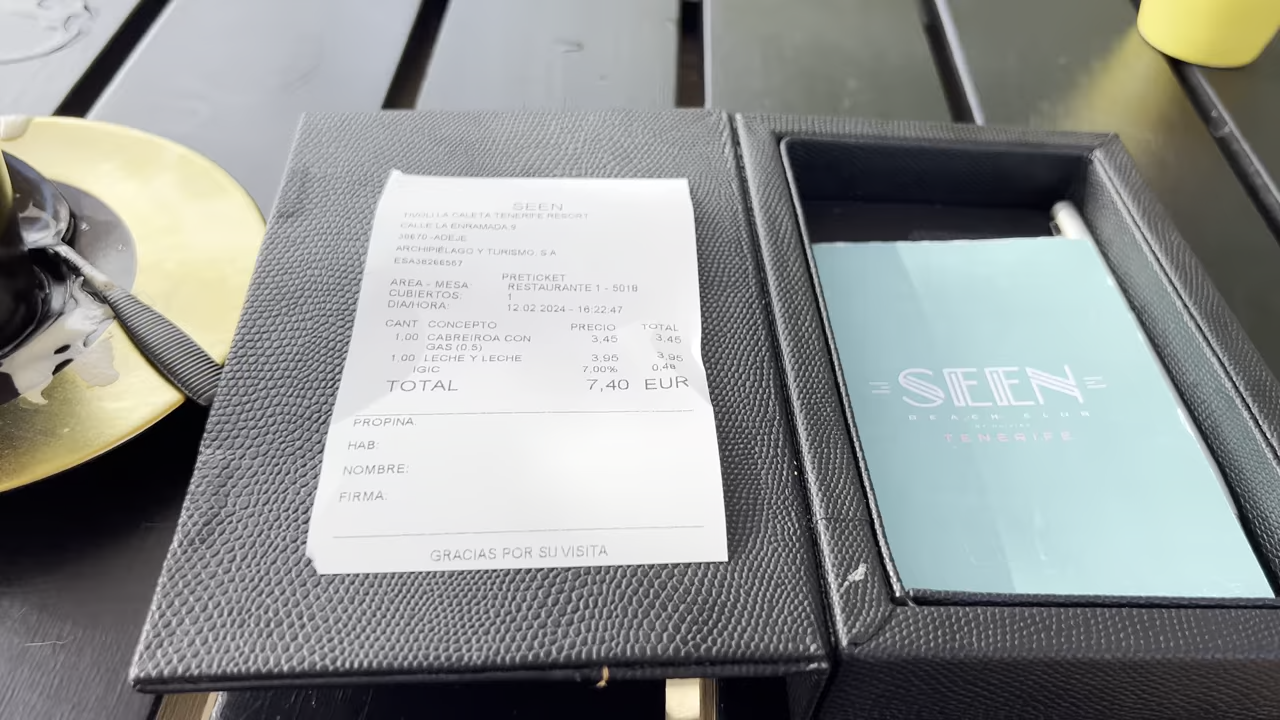 SEEN
TIVOLI LA CALETA TENERIFE RESORT
CALLE LA ENRAMADA,9
38670 -ADEJE
ARCHIPIÉLAGO Y TURISMO, S.A
ESA38266567
PRETICKET
AREA - MESA: RESTAURANTE 1 - 5018
CUBIERTOS: 1
DIA/HORA: 12.02.2024 - 16:22:47
CANT CONCEPTO PRECIO TOTAL
1,00 CABREIROA CON GAS (0.5) 3,45 3,45
1,00 LECHE Y LECHE 3,95 3,95
IGIC 7,00% 0,48
TOTAL 7,40 EUR
PROPINA:
HAB:
NOMBRE:
FIRMA:
GRACIAS POR SU VISITA
SEEN
BEACH CLUB
TENERIFE